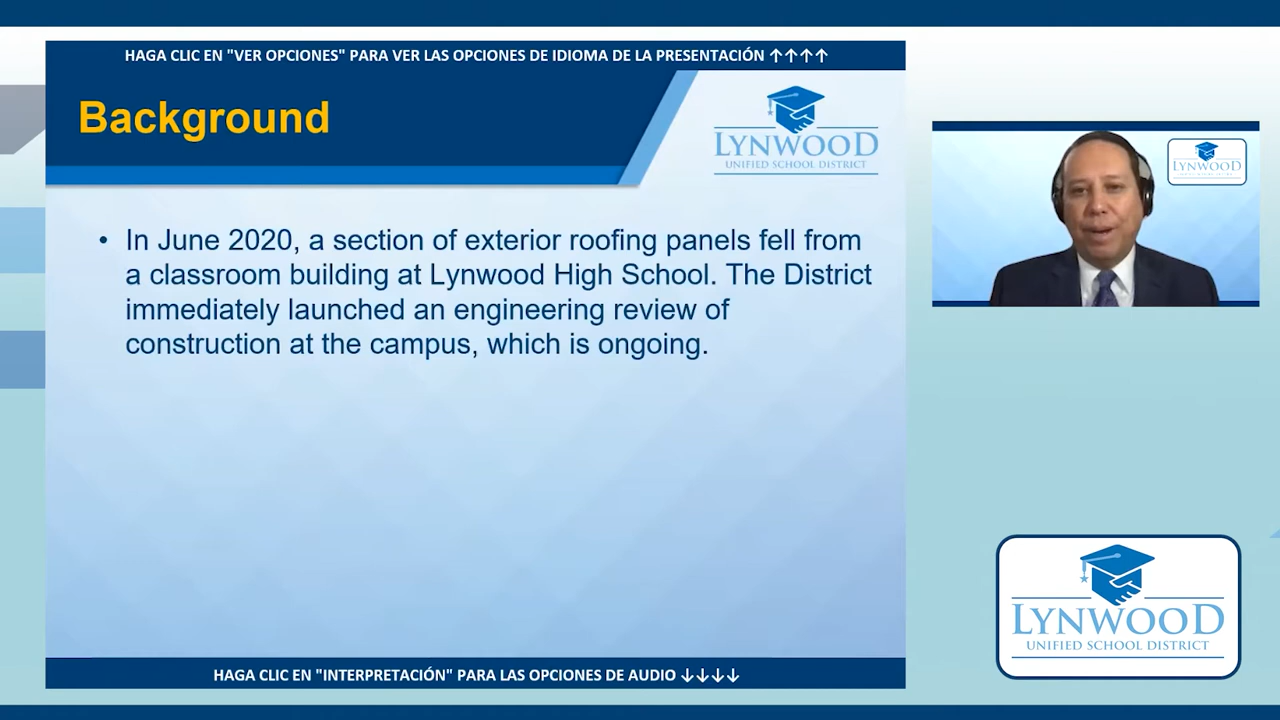 HAGA CLIC EN "VER OPCIONES" PARA VER LAS OPCIONES DE IDIOMA DE LA PRESENTACIÓN ↑↑↑↑
Background
LYNWOOD
UNIFIED SCHOOL DISTRICT
LYNWOOD
• In June 2020, a section of exterior roofing panels fell from
a classroom building at Lynwood High School. The District
immediately launched an engineering review of
construction at the campus, which is ongoing.
LYNWOOD
UNIFIED SCHOOL DISTRICT
HAGA CLIC EN "INTERPRETACIÓN" PARA LAS OPCIONES DE AUDIO ↓↓↓↓